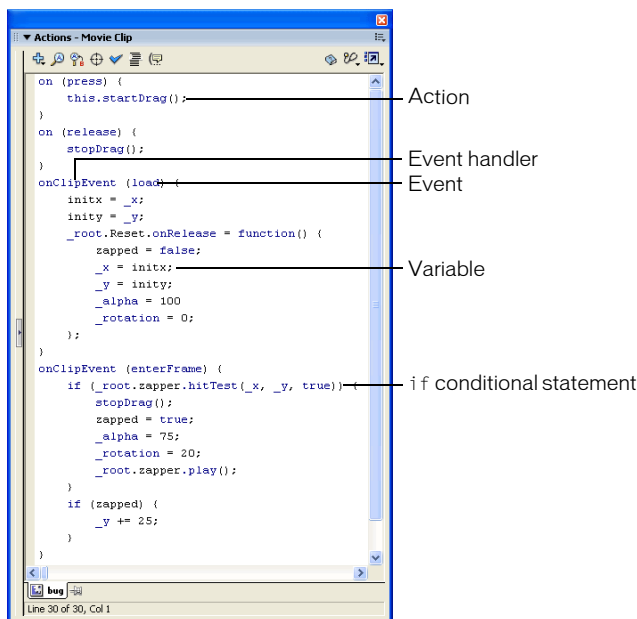 Actions - Movie Clip
on (press) {
this.startDrag();
Action
}
on (release) {
stopDrag();
}
Event handler
onClipEvent (load) {
Event
initx = _x;
inity = _y;
_root.Reset.onRelease = function() {
zapped = false;
_x = initx;
Variable
_y = inity;
_alpha = 100
_rotation = 0;
};
}
onClipEvent (enterFrame) {
if (_root.zapper.hitTest(_x, _y, true)) {
if conditional statement
stopDrag();
zapped = true;
_alpha = 75;
_rotation = 20;
_root.zapper.play();
}
if (zapped) {
_y += 25;
}
}
bug
Line 30 of 30, Col 1